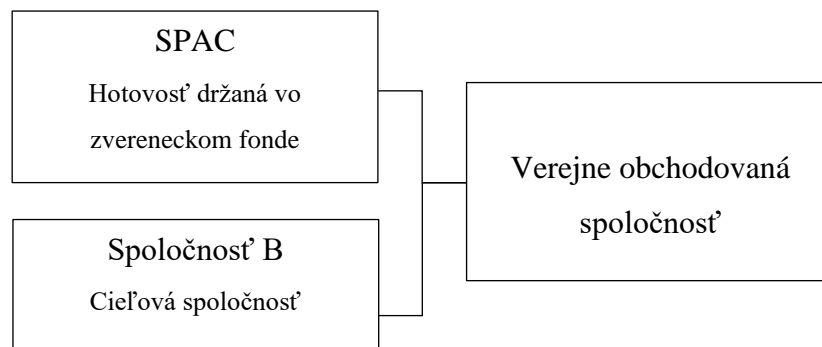 SPAC
Hotovosť držaná vo
zvereneckom fonde
Spoločnosť B
Cieľová spoločnosť
Verejne obchodovaná
spoločnosť